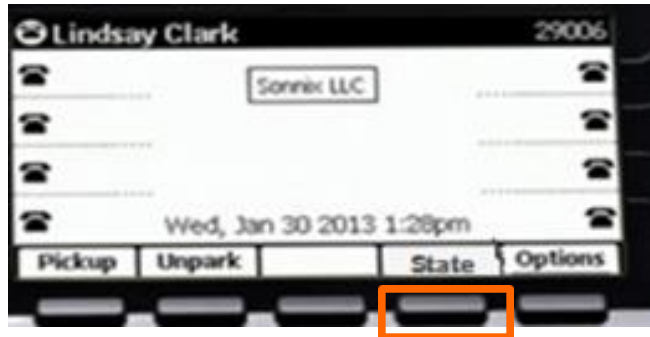 Lindsay Clark 29006
Sonnix LLC
Wed, Jan 30 2013 1:28pm
Pickup Unpark State Options